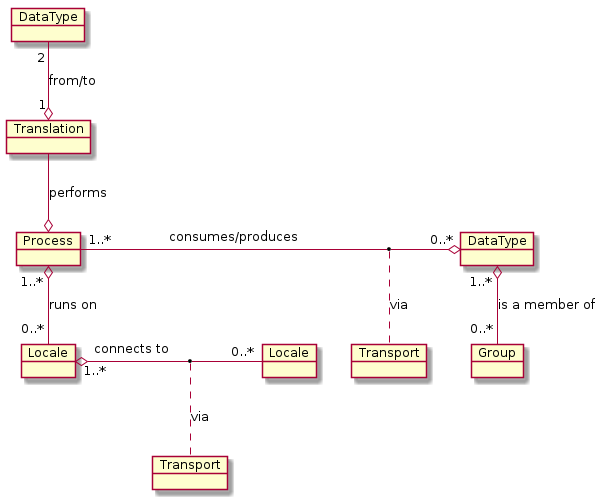 DataType
2
from/to
1
Translation
performs
Process
1..*
consumes/produces
0..*
DataType
1..*
runs on
via
1..*
is a member of
0..*
0..*
Locale
connects to
1..*
0..*
Locale
Transport
Group
via
Transport